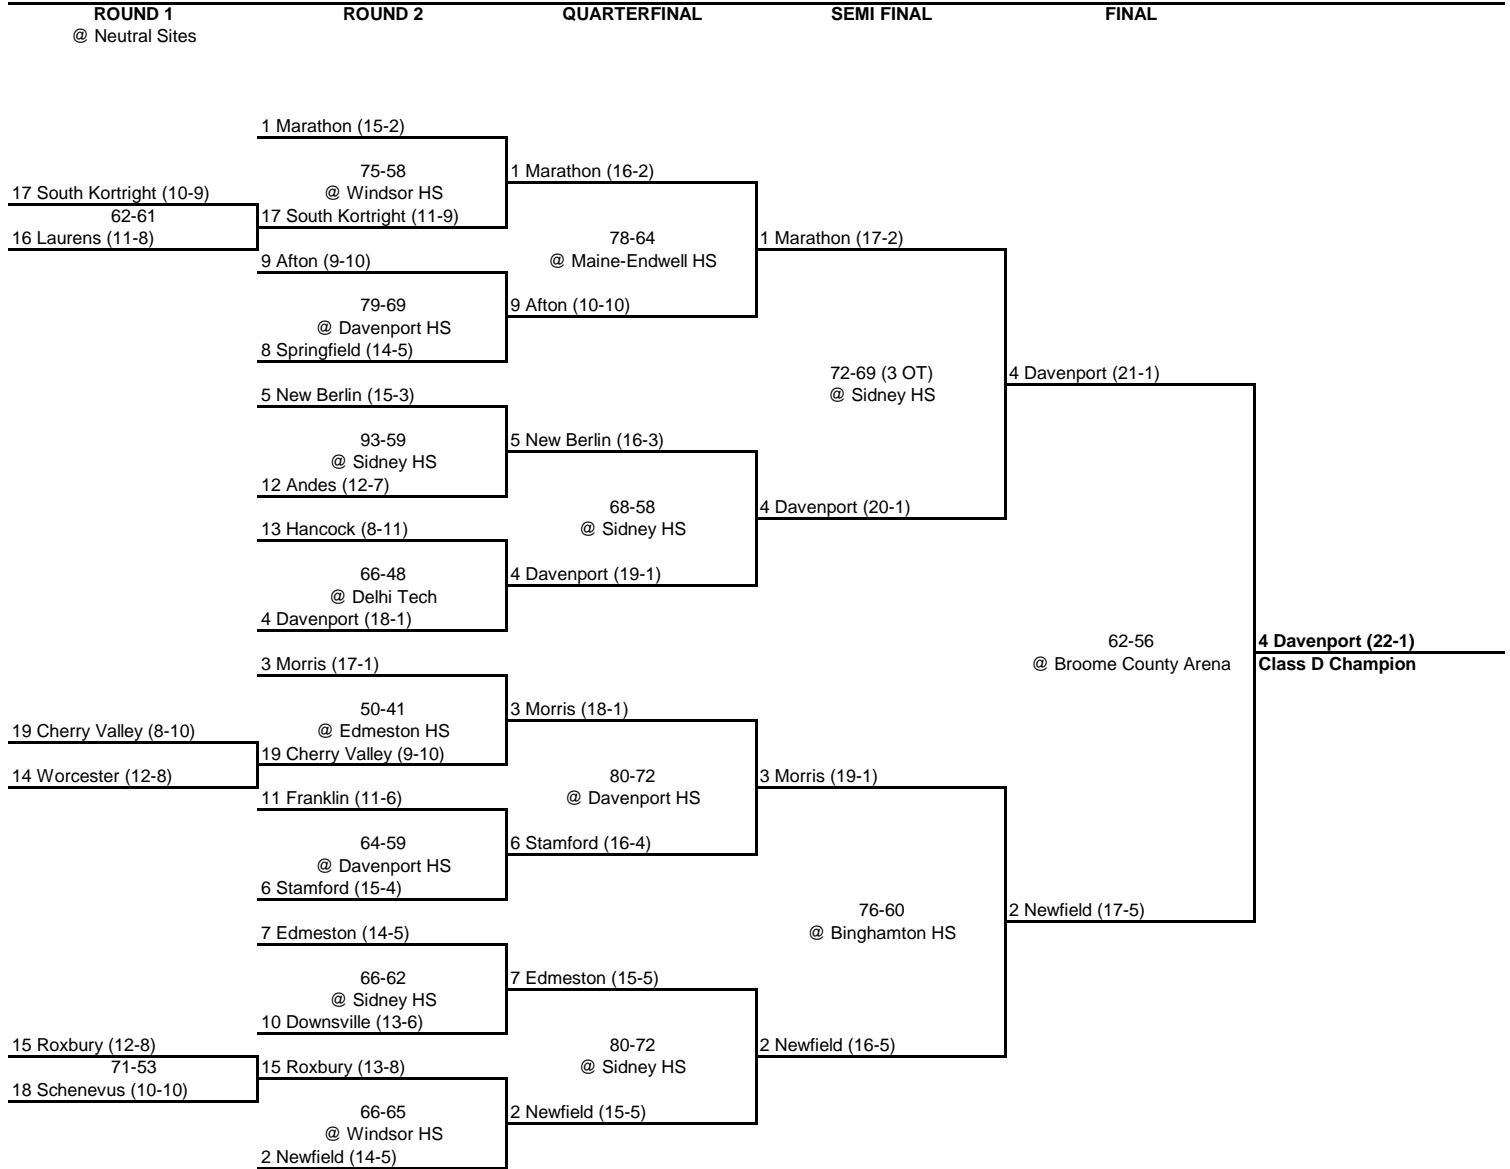 ROUND 1
@ Neutral Sites
ROUND 2
QUARTERFINAL
SEMI FINAL
FINAL
1 Marathon (15-2)
75-58
@ Windsor HS
1 Marathon (16-2)
17 South Kortright (10-9)
62-61
17 South Kortright (11-9)
16 Laurens (11-8)
78-64
@ Maine-Endwell HS
1 Marathon (17-2)
9 Afton (9-10)
79-69
@ Davenport HS
9 Afton (10-10)
8 Springfield (14-5)
72-69 (3 OT)
@ Sidney HS
4 Davenport (21-1)
5 New Berlin (15-3)
93-59
@ Sidney HS
5 New Berlin (16-3)
12 Andes (12-7)
68-58
@ Sidney HS
4 Davenport (20-1)
13 Hancock (8-11)
66-48
@ Delhi Tech
4 Davenport (19-1)
4 Davenport (18-1)
62-56
@ Broome County Arena
4 Davenport (22-1)
Class D Champion
3 Morris (17-1)
50-41
@ Edmeston HS
3 Morris (18-1)
19 Cherry Valley (8-10)
19 Cherry Valley (9-10)
14 Worcester (12-8)
80-72
@ Davenport HS
3 Morris (19-1)
11 Franklin (11-6)
64-59
@ Davenport HS
6 Stamford (16-4)
6 Stamford (15-4)
76-60
@ Binghamton HS
2 Newfield (17-5)
7 Edmeston (14-5)
66-62
@ Sidney HS
7 Edmeston (15-5)
10 Downsville (13-6)
80-72
@ Sidney HS
2 Newfield (16-5)
15 Roxbury (12-8)
71-53
15 Roxbury (13-8)
18 Schenevus (10-10)
66-65
@ Windsor HS
2 Newfield (15-5)
2 Newfield (14-5)